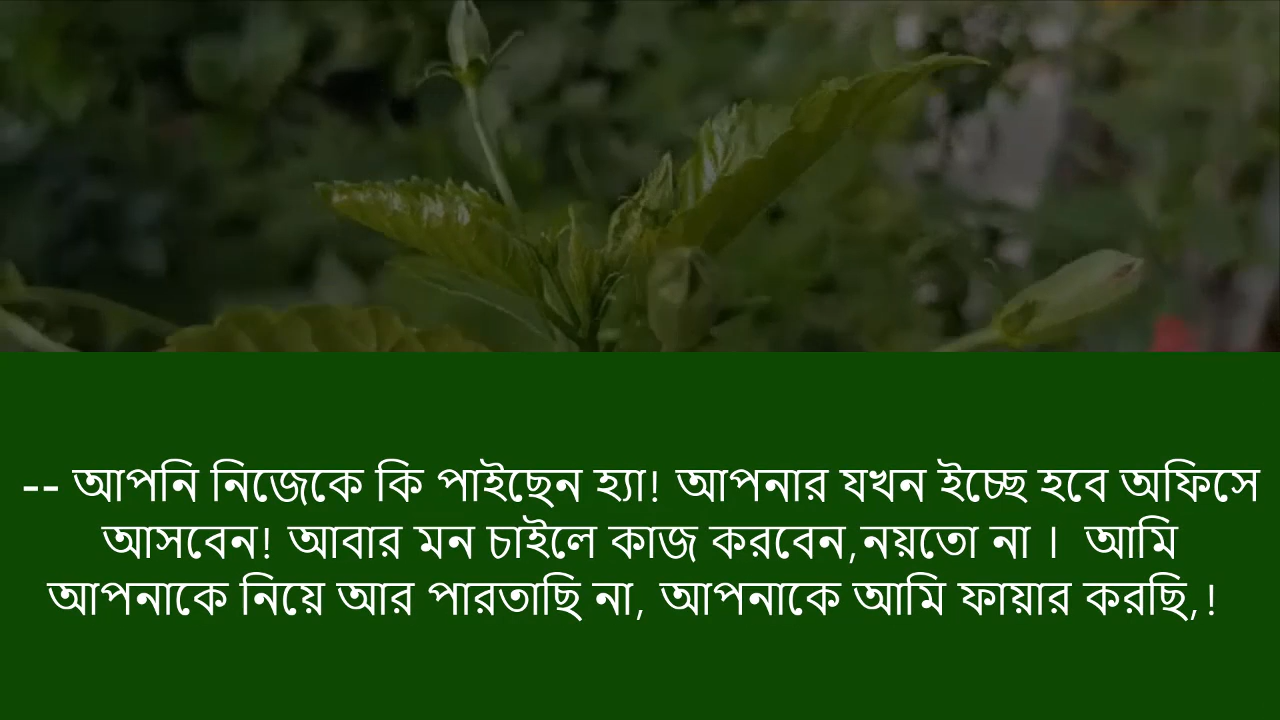 -- আপনি নিজেকে কি পাইছেন হ্যা! আপনার যখন ইচ্ছে হবে অফিসে
আসবেন! আবার মন চাইলে কাজ করবেন,নয়তো না । আমি
আপনাকে নিয়ে আর পারতাছি না, আপনাকে আমি ফায়ার করছি,!